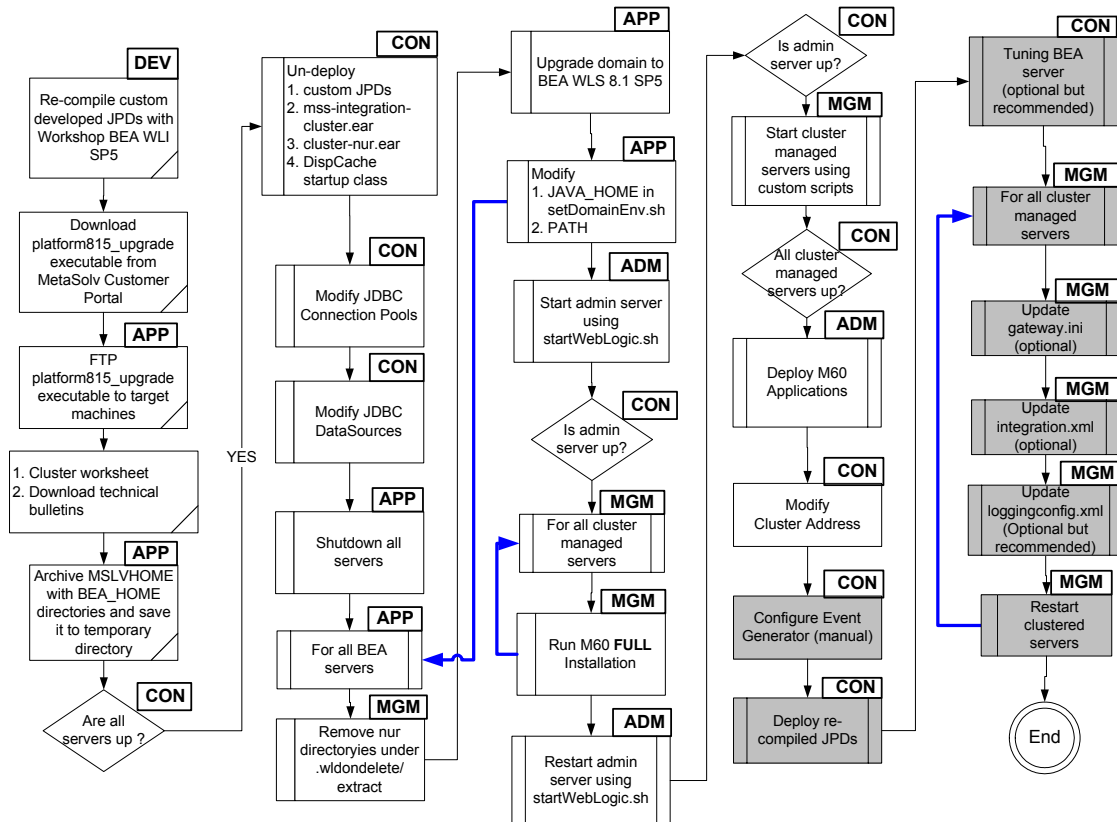 DEV
Re-compile custom
developed JPDs with
Workshop BEA WLI
SP5
Download
platform815_upgrade
executable from
MetaSolv Customer
Portal
APP
FTP
platform815_upgrade
executable to target
machines
1. Cluster worksheet
2. Download technical
bulletins
APP
Archive MSLVHOME
with BEA_HOME
directories and save
it to temporary
directory
CON
Are all
servers up ?
YES
CON
Un-deploy
1. custom JPDs
2. mss-integration-
cluster.ear
3. cluster-nur.ear
4. DispCache
startup class
CON
Modify JDBC
Connection Pools
CON
Modify JDBC
DataSources
APP
Shutdown all
servers
APP
For all BEA
servers
MGM
Remove nur
directoryies under
.wldondelete/
extract
APP
Upgrade domain to
BEA WLS 8.1 SP5
APP
Modify
1. JAVA_HOME in
setDomainEnv.sh
2. PATH
ADM
Start admin server
using
startWebLogic.sh
CON
Is admin
server up?
MGM
For all cluster
managed
servers
MGM
Run M60 FULL
Installation
ADM
Restart admin
server using
startWebLogic.sh
CON
Is admin
server up?
MGM
Start cluster
managed
servers using
custom scripts
CON
All cluster
managed
servers up?
ADM
Deploy M60
Applications
CON
Modify
Cluster Address
CON
Configure Event
Generator (manual)
CON
Deploy re-
compiled JPDs
CON
Tuning BEA
server
(optional but
recommended)
MGM
For all cluster
managed
servers
MGM
Update
gateway.ini
(optional)
MGM
Update
integration.xml
(optional)
MGM
Update
loggingconfig.xml
(Optional but
recommended)
MGM
Restart
clustered
servers
End